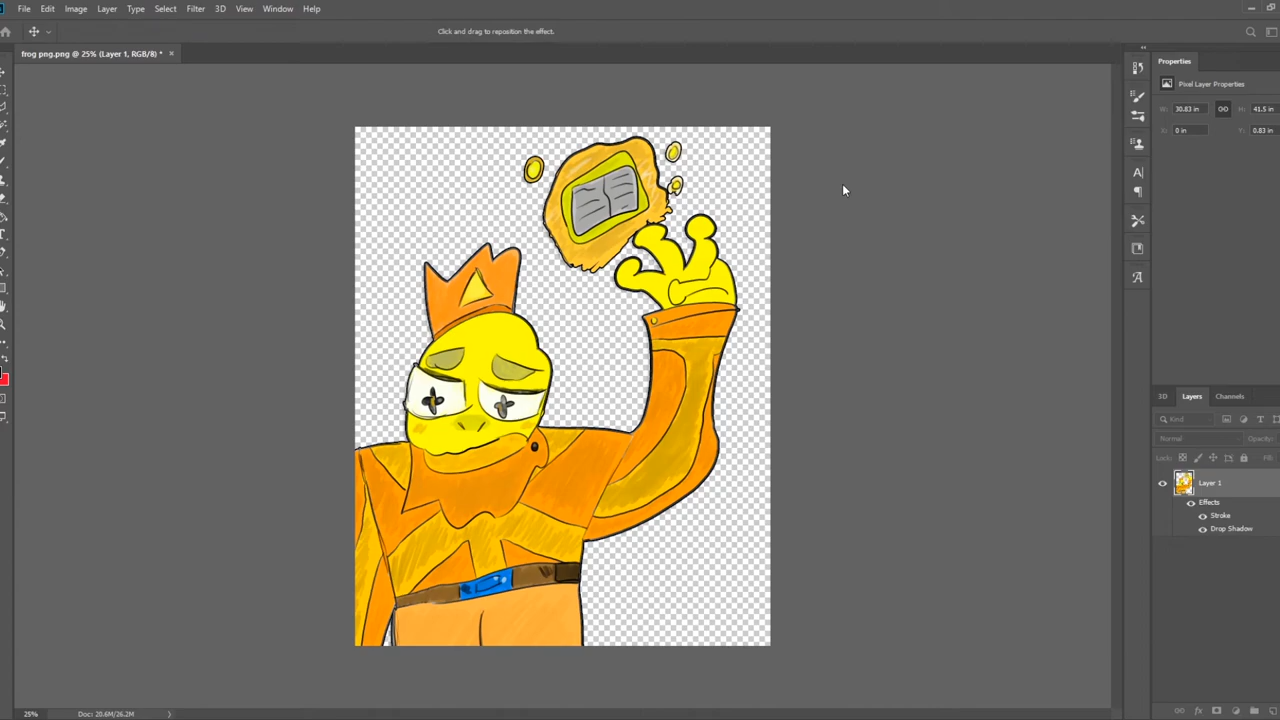 File Edit Image Layer Type Select Filter 3D View Window Help
Click and drag to reposition the effect.
frog png.png @ 25% (Layer 1, RGB/8) *
Properties
Pixel Layer Properties
W: 30.83 in H: 41.5 in
X: 0 in Y: 0.83 in
3D Layers Channels
Kind
Normal Opacity:
Lock: Fill:
Layer 1
Effects
Stroke
Drop Shadow
fx
25% Doc: 20.6M/26.2M